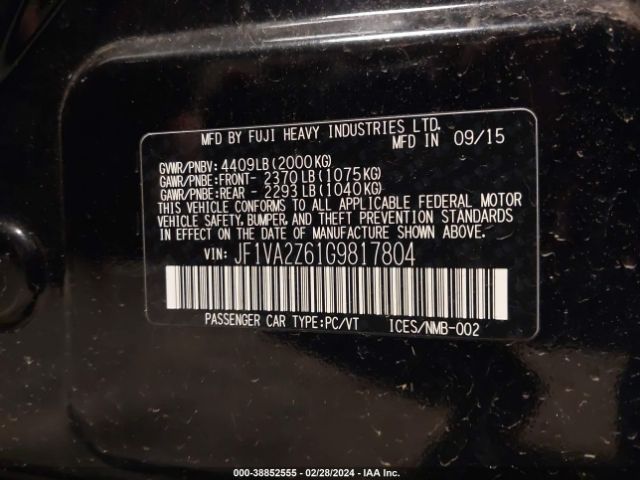 MFD BY FUJI HEAVY INDUSTRIES LTD.
MFD IN 09/15
GVWR/PNBV: 4409LB(2000KG)
GAWR/PNBE:FRONT- 2370LB(1075KG)
GAWR/PNBE:REAR - 2293LB(1040KG)
THIS VEHICLE CONFORMS TO ALL APPLICABLE FEDERAL MOTOR
VEHICLE SAFETY, BUMPER, AND THEFT PREVENTION STANDARDS
IN EFFECT ON THE DATE OF MANUFACTURE SHOWN ABOVE.
VIN: JF1VA2Z61G9817804
PASSENGER CAR TYPE:PC/VT ICES/NMB-002
000-38852555 - 02/28/2024 - IAA Inc.